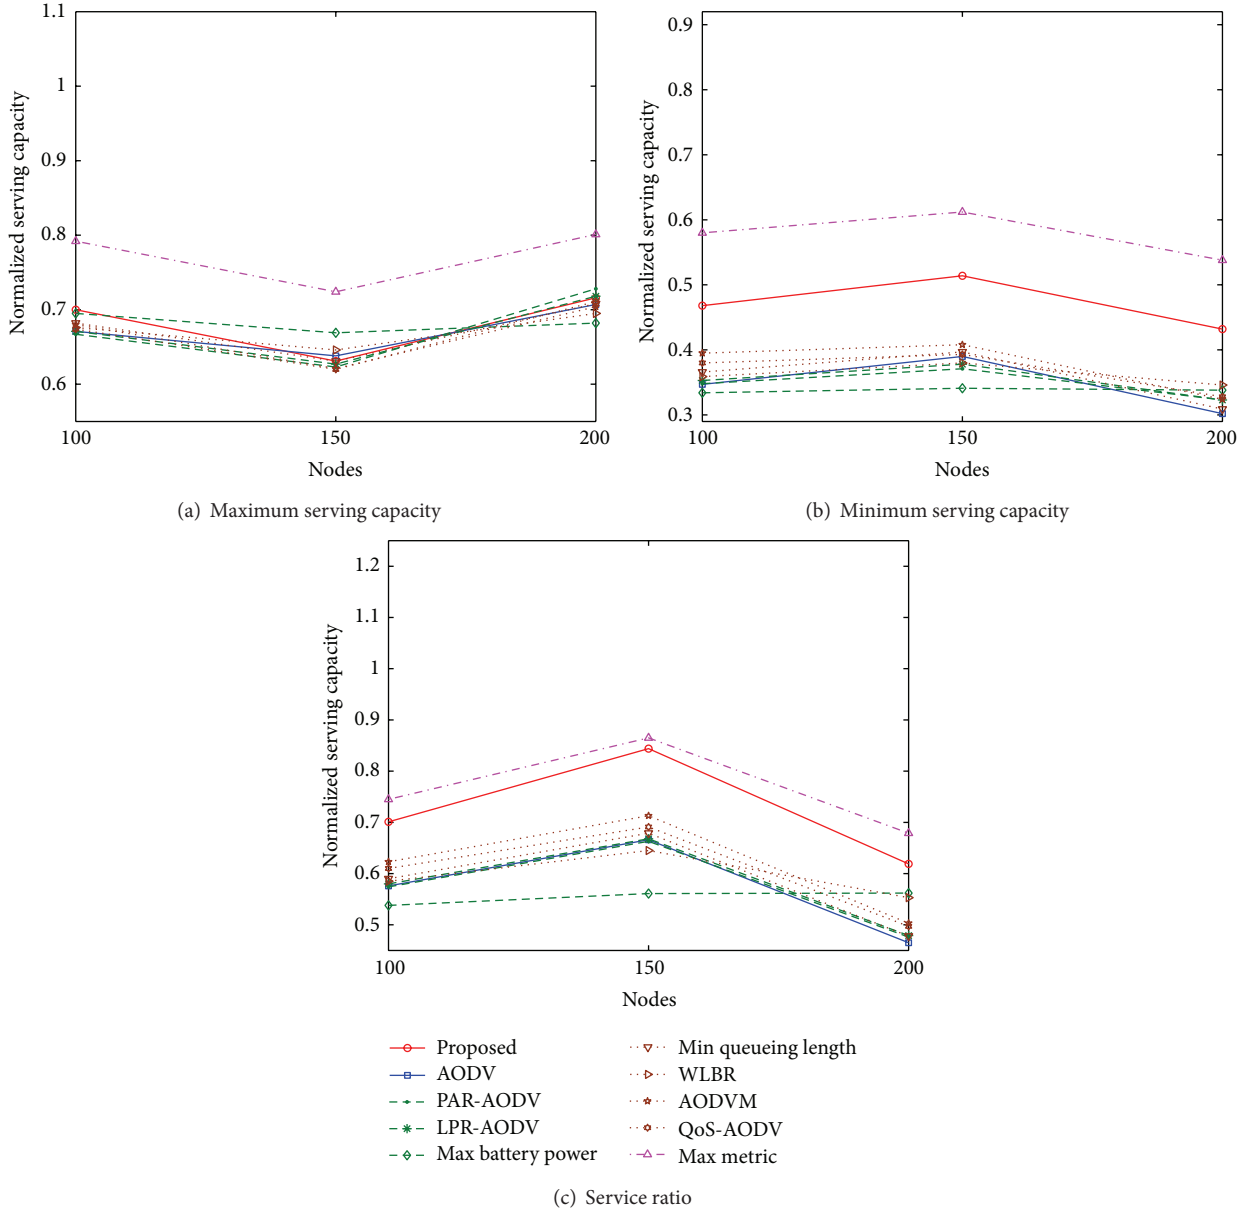 1.1
1
0.9
0.8
0.7
0.6
100
150
200
Normalized serving capacity
Nodes
(a) Maximum serving capacity
0.9
0.8
0.7
0.6
0.5
0.4
0.3
100
150
200
Normalized serving capacity
Nodes
(b) Minimum serving capacity
1.2
1.1
1
0.9
0.8
0.7
0.6
0.5
100
150
200
Normalized serving capacity
Nodes
Proposed
AODV
PAR-AODV
LPR-AODV
Max battery power
Min queueing length
WLBR
AODVM
QoS-AODV
Max metric
(c) Service ratio